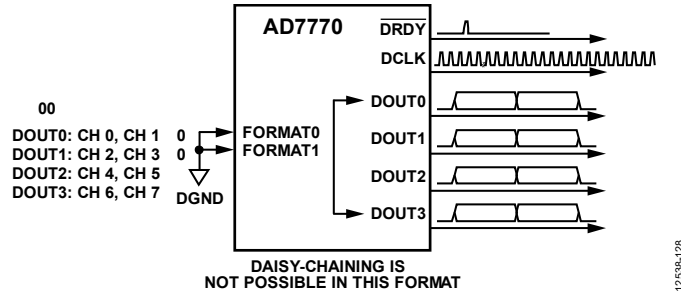 AD7770
DRDY
DCLK
00
DOUT0: CH 0, CH 1 0
DOUT1: CH 2, CH 3 0
DOUT2: CH 4, CH 5
DOUT3: CH 6, CH 7
DGND
FORMAT0
FORMAT1
DOUT0
DOUT1
DOUT2
DOUT3
DAISY-CHAINING IS
NOT POSSIBLE IN THIS FORMAT
12538-128